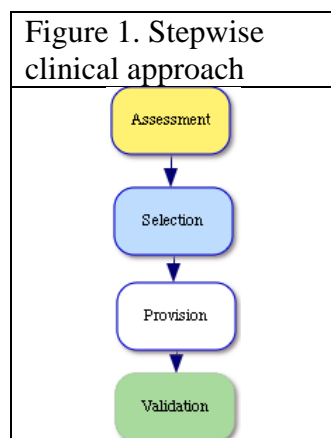 Figure 1. Stepwise
clinical approach
Assessment
Selection
Provision
Validation